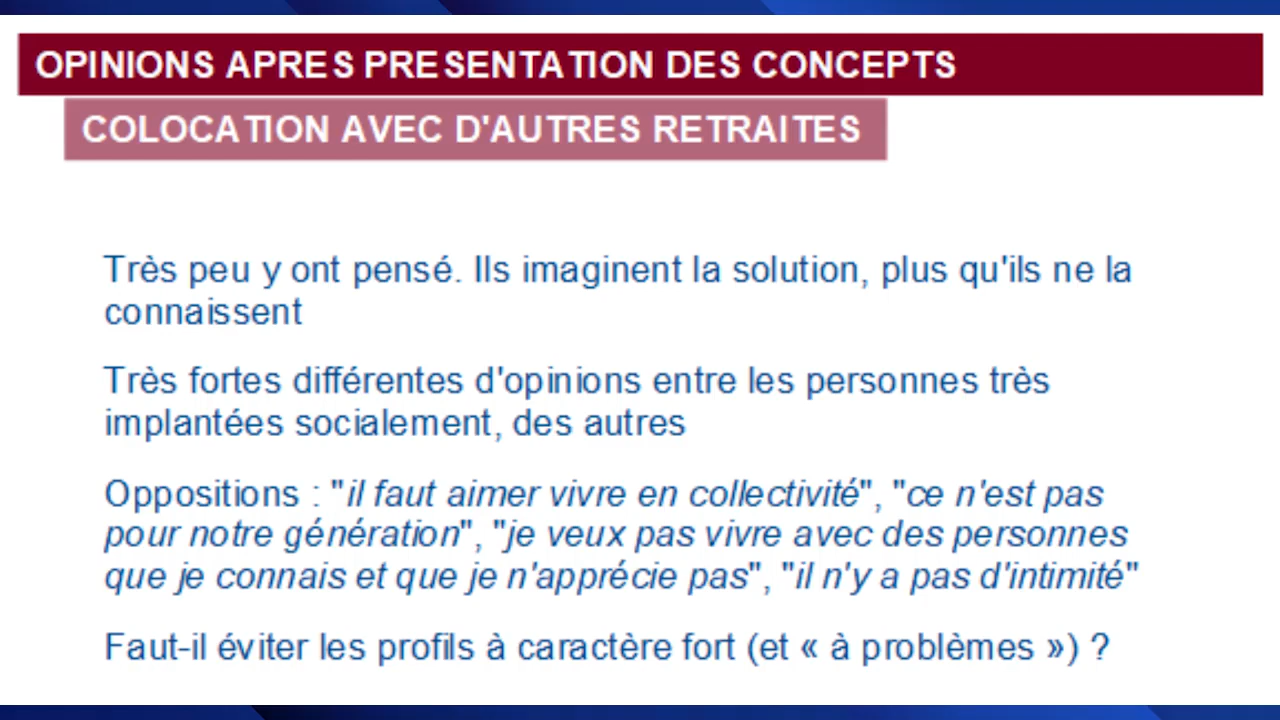 OPINIONS APRES PRESENTATION DES CONCEPTS
COLOCATION AVEC D'AUTRES RETRAITES
Très peu y ont pensé. Ils imaginent la solution, plus qu'ils ne la
connaissent
Très fortes différentes d'opinions entre les personnes très
implantées socialement, des autres
Oppositions : "il faut aimer vivre en collectivité", "ce n'est pas
pour notre génération", "je veux pas vivre avec des personnes
que je connais et que je n'apprécie pas", "il n'y a pas d'intimité"
Faut-il éviter les profils à caractère fort (et « à problèmes ») ?